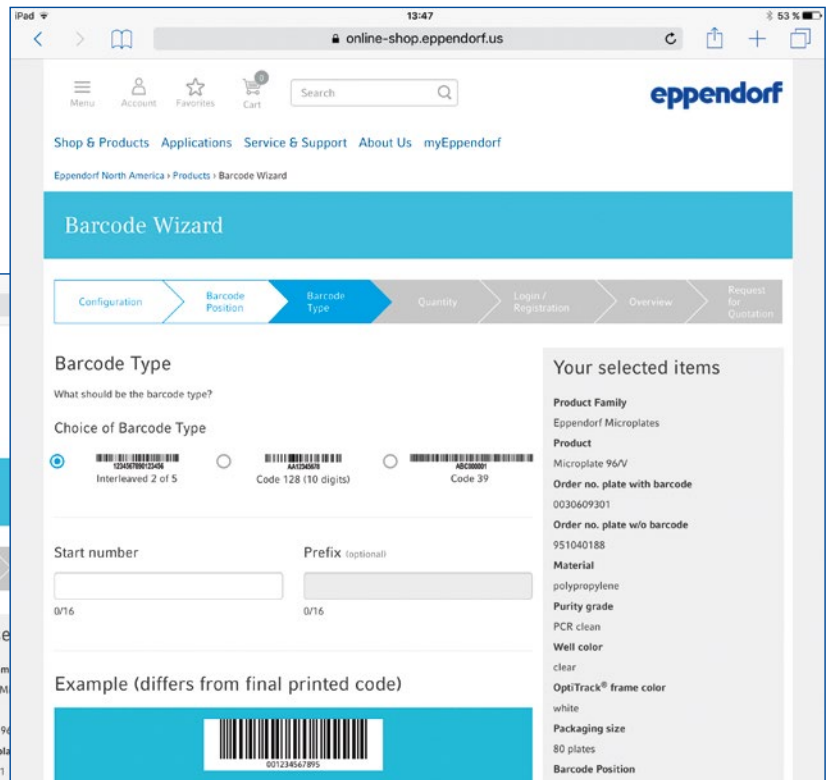 iPad
13:47
53 %
online-shop.eppendorf.us
0
Menu Account Favorites Cart
Search
eppendorf
Shop & Products Applications Service & Support About Us myEppendorf
Eppendorf North America › Products › Barcode Wizard
Barcode Wizard
Configuration
Barcode Position
Barcode Type
Quantity
Login / Registration
Overview
Request for Quotation
Barcode Type
What should be the barcode type?
Choice of Barcode Type
1234567890123456
Interleaved 2 of 5
AA12345678
Code 128 (10 digits)
ABC000001
Code 39
Start number
Prefix (optional)
0/16
0/16
Example (differs from final printed code)
001234567895
Your selected items
Product Family
Eppendorf Microplates
Product
Microplate 96/V
Order no. plate with barcode
0030609301
Order no. plate w/o barcode
951040188
Material
polypropylene
Purity grade
PCR clean
Well color
clear
OptiTrack® frame color
white
Packaging size
80 plates
Barcode Position